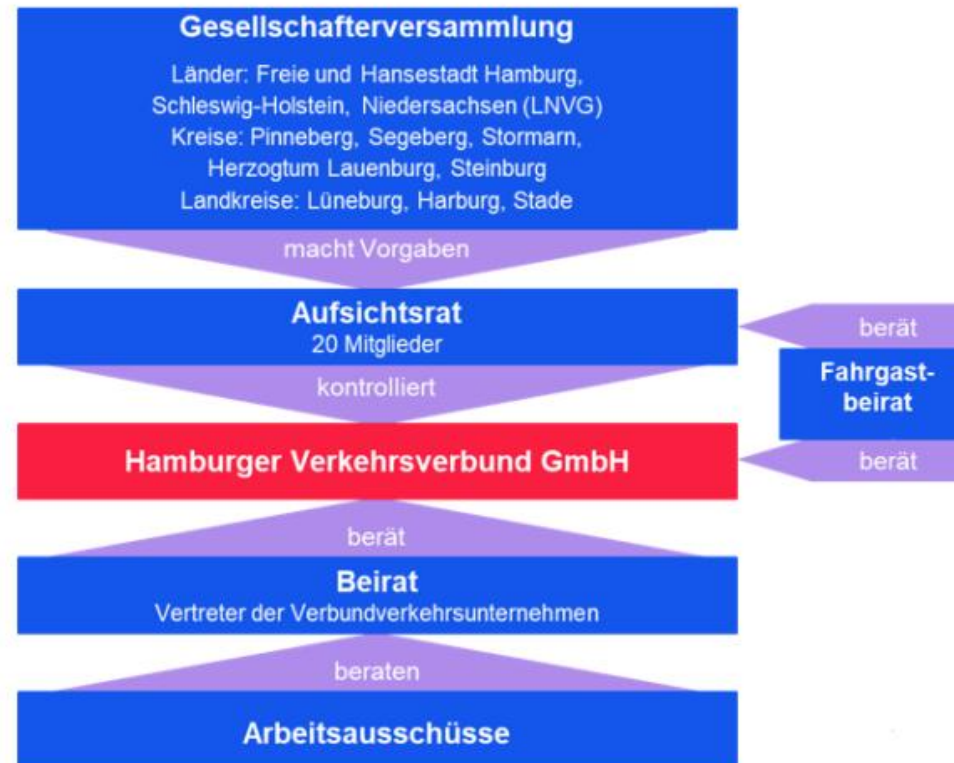 Gesellschafterversammlung
Länder: Freie und Hansestadt Hamburg,
Schleswig-Holstein, Niedersachsen (LNVG)
Kreise: Pinneberg, Segeberg, Stormarn,
Herzogtum Lauenburg, Steinburg
Landkreise: Lüneburg, Harburg, Stade
macht Vorgaben
Aufsichtsrat
20 Mitglieder
kontrolliert
Hamburger Verkehrsverbund GmbH
berät
Beirat
Vertreter der Verbundverkehrsunternehmen
beraten
Arbeitsausschüsse
berät
Fahrgast-
beirat
berät